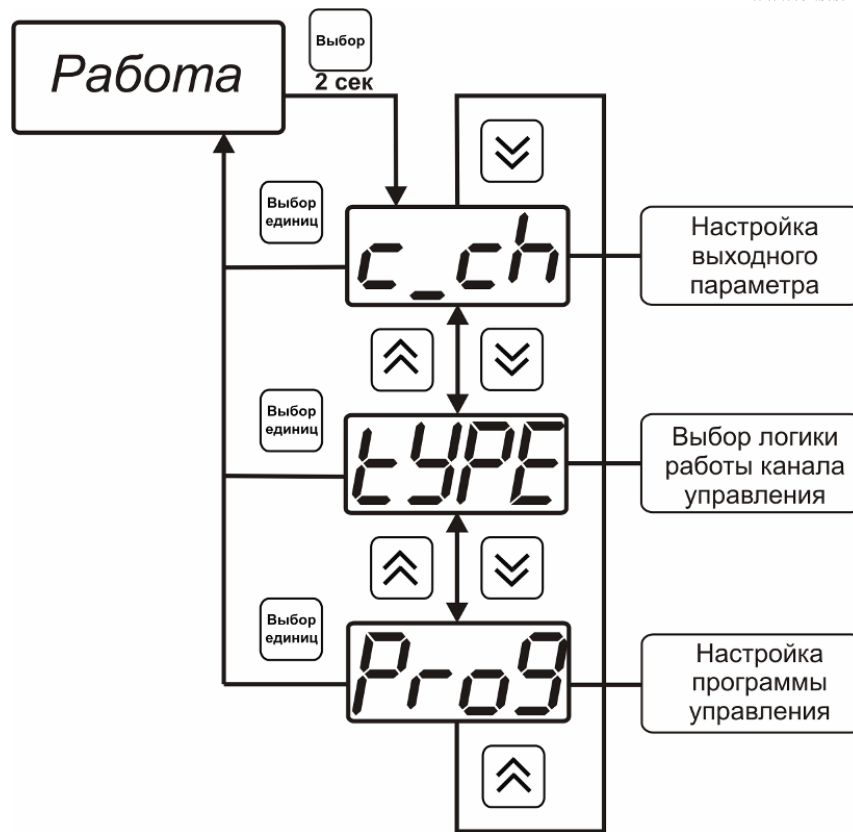 Выбор
Работа
2 сек
Выбор
единиц
c_ch
Настройка
выходного
параметра
Выбор
единиц
tYPE
Выбор логики
работы канала
управления
Выбор
единиц
Prog
Настройка
программы
управления